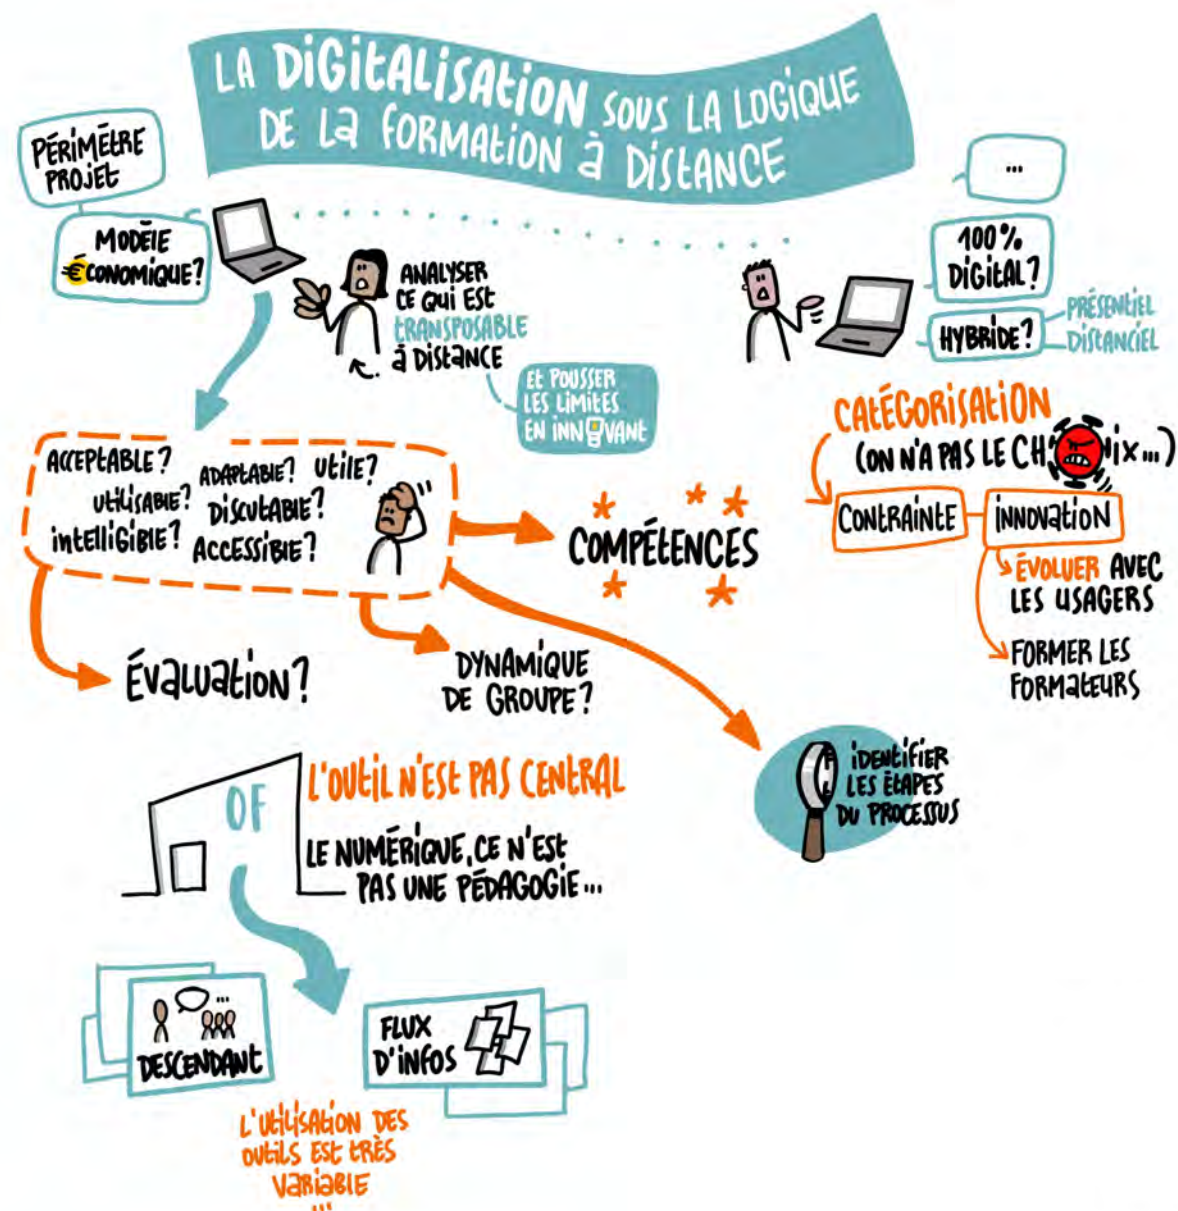 LA DiGiTALiSATiON SOUS LA LOGiQUE
DE LA FORMATiON à DiSTANCE
PÉRiMÈTRE
PROJET
MODÈlE
€CONOMiQUE?
ANALYSER
CE QUi EST
TRANSPOSABLE
à DiSTANCE
ET POUSSER
LES LiMiTES
EN INNOVANT
...
100%
DiGiTAL?
HYBRiDE?
PRÉSENTiEL
DiSTANCiEL
CATÉGORiSATiON
(ON N'A PAS LE CHOix...)
CONTRAiNTE
iNNOVATiON
ÉVOLUER AVEC
LES USAGERS
FORMER LES
FORMATEURS
ACCEPTABLE?
ADAPTABlE? UTilE?
UTiLiSABlE?
DiSCUTABlE?
iNTElliGiBlE?
ACCESSiBlE?
COMPÉTENCES
ÉVALUATiON?
DYNAMiQUE
DE GROUPE?
iDENTiFiER
LES ÉTAPES
DU PROCESSUS
OF
L'OUTiL N'EST PAS CENTRAL
LE NUMÉRiQUE, CE N'EST
PAS UNE PÉDAGOGiE...
...
DESCENDANT
FLUX
D'iNFOS
L'UTiLiSATiON DES
OUTiLS EST TRÈS
VARiABlE
...